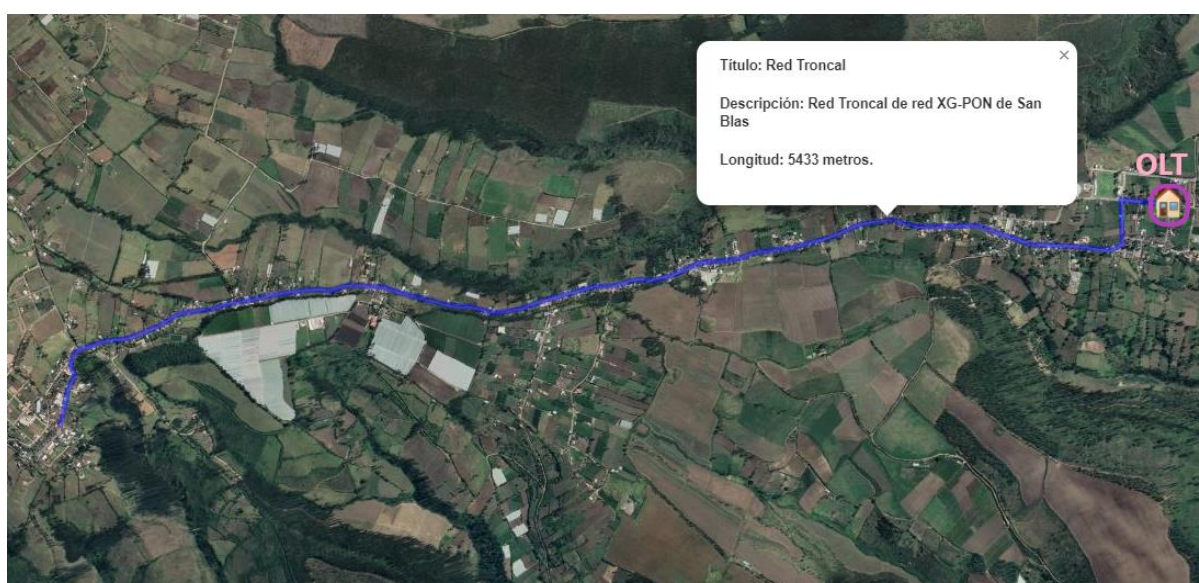 Título: Red Troncal
Descripción: Red Troncal de red XG-PON de San
Blas
Longitud: 5433 metros.
OLT